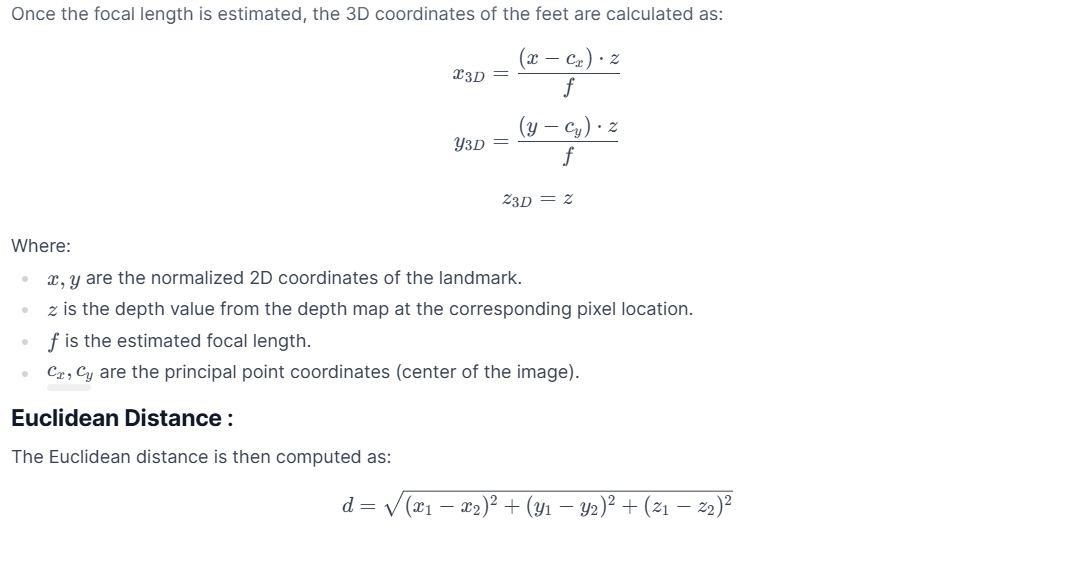 Once the focal length is estimated, the 3D coordinates of the feet are calculated as:
x_{3D} = \frac{(x - c_x) \cdot z}{f}
y_{3D} = \frac{(y - c_y) \cdot z}{f}
z_{3D} = z
Where:
• x, y are the normalized 2D coordinates of the landmark.
• z is the depth value from the depth map at the corresponding pixel location.
• f is the estimated focal length.
• c_x, c_y are the principal point coordinates (center of the image).
Euclidean Distance :
The Euclidean distance is then computed as:
d = \sqrt{(x_1 - x_2)^2 + (y_1 - y_2)^2 + (z_1 - z_2)^2}